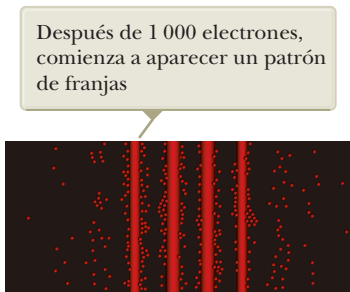 Después de 1 000 electrones,
comienza a aparecer un patrón
de franjas